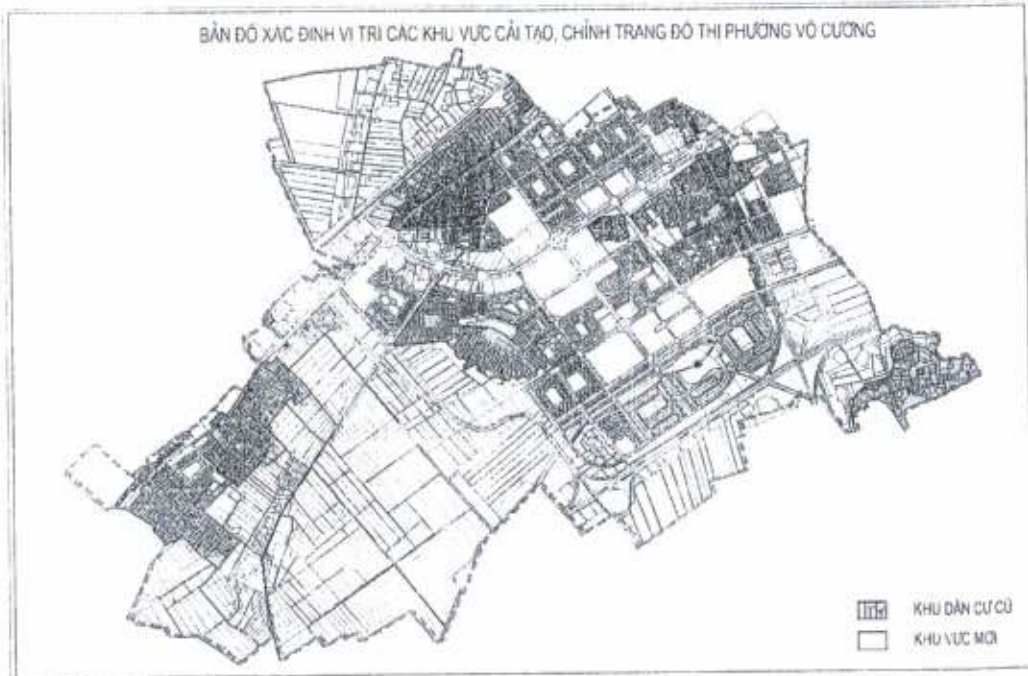 BẢN ĐỒ XÁC ĐỊNH VỊ TRÍ CÁC KHU VỰC CẢI TẠO, CHỈNH TRANG ĐÔ THỊ PHƯỜNG VÕ CƯỜNG
KHU DÂN CƯ CŨ
KHU VỰC MỚI